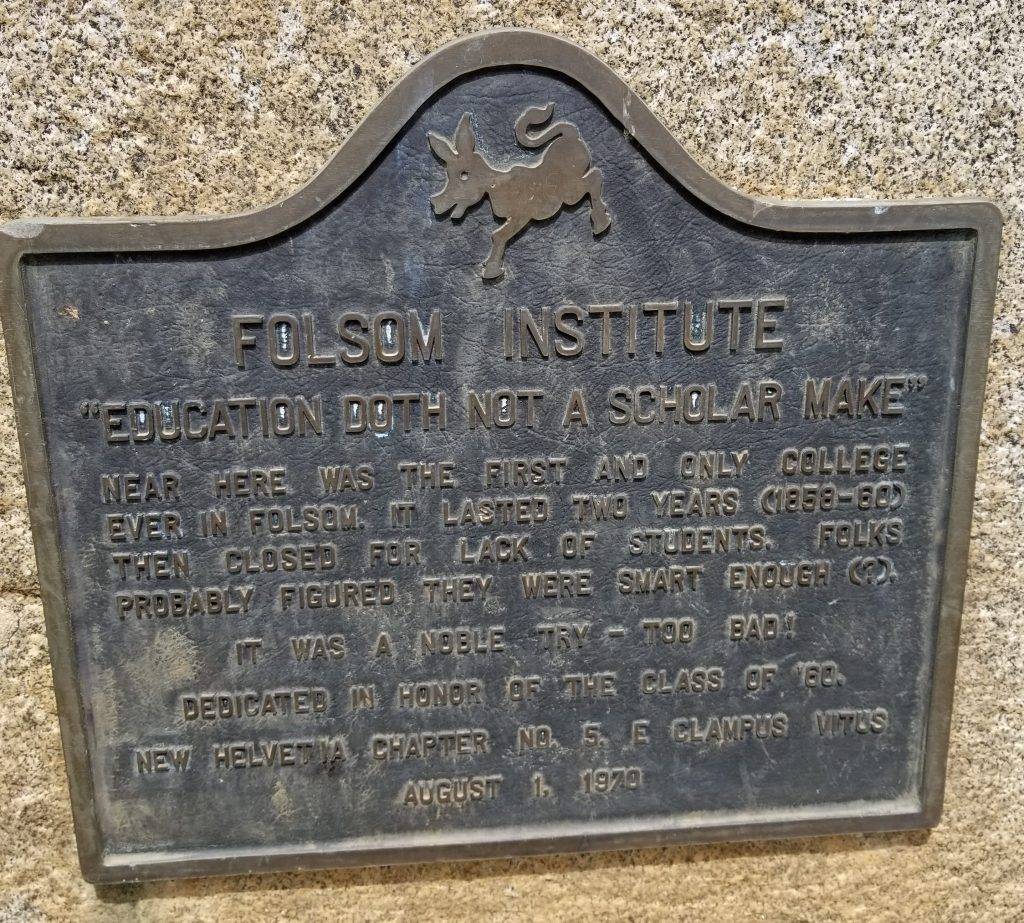 FOLSOM INSTITUTE
"EDUCATION DOTH NOT A SCHOLAR MAKE"
NEAR HERE WAS THE FIRST AND ONLY COLLEGE
EVER IN FOLSOM. IT LASTED TWO YEARS (1858-60)
THEN CLOSED FOR LACK OF STUDENTS. FOLKS
PROBABLY FIGURED THEY WERE SMART ENOUGH (?).
IT WAS A NOBLE TRY - TOO BAD!
DEDICATED IN HONOR OF THE CLASS OF '60.
NEW HELVETIA CHAPTER NO. 5, E CLAMPUS VITUS
AUGUST 1, 1970